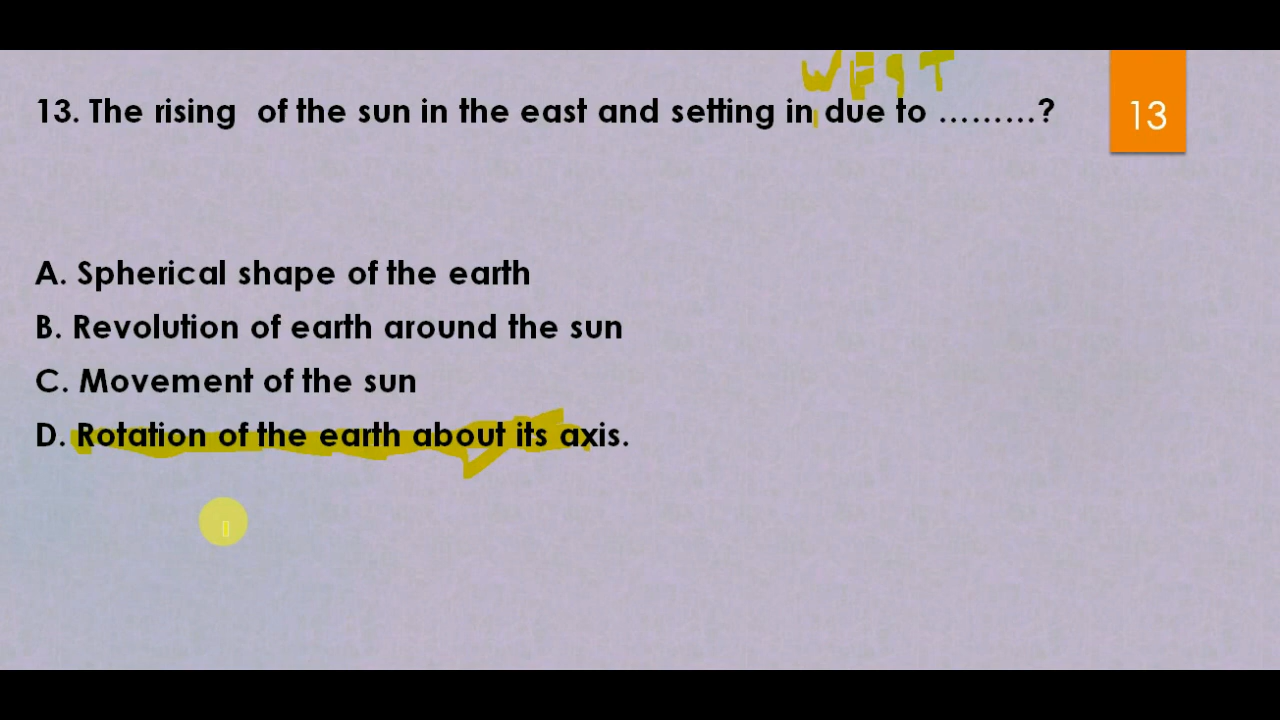 WEST
13. The rising of the sun in the east and setting in due to .........?
13
A. Spherical shape of the earth
B. Revolution of earth around the sun
C. Movement of the sun
D. Rotation of the earth about its axis.